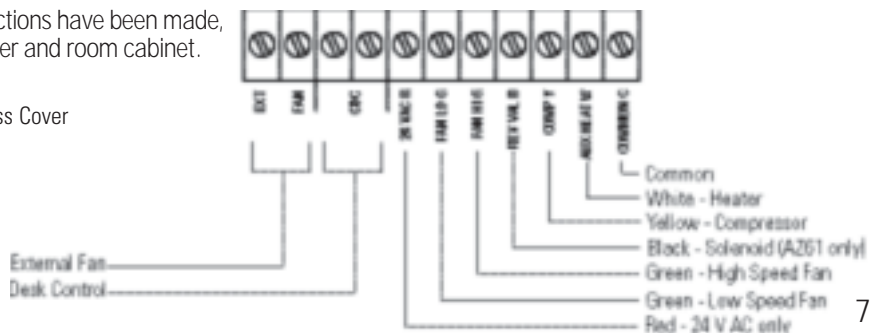 ctions have been made,
er and room cabinet.
ss Cover
EXT
FAN
CDC
24 VAC R
FAN LO G
FAN HI G
REV VAL B
COMP Y
AUX HEAT W
COMMON C
Common
White - Heater
Yellow - Compressor
Black - Solenoid (AZ61 only)
Green - High Speed Fan
Green - Low Speed Fan
Red - 24 V AC only
External Fan
Desk Control
7